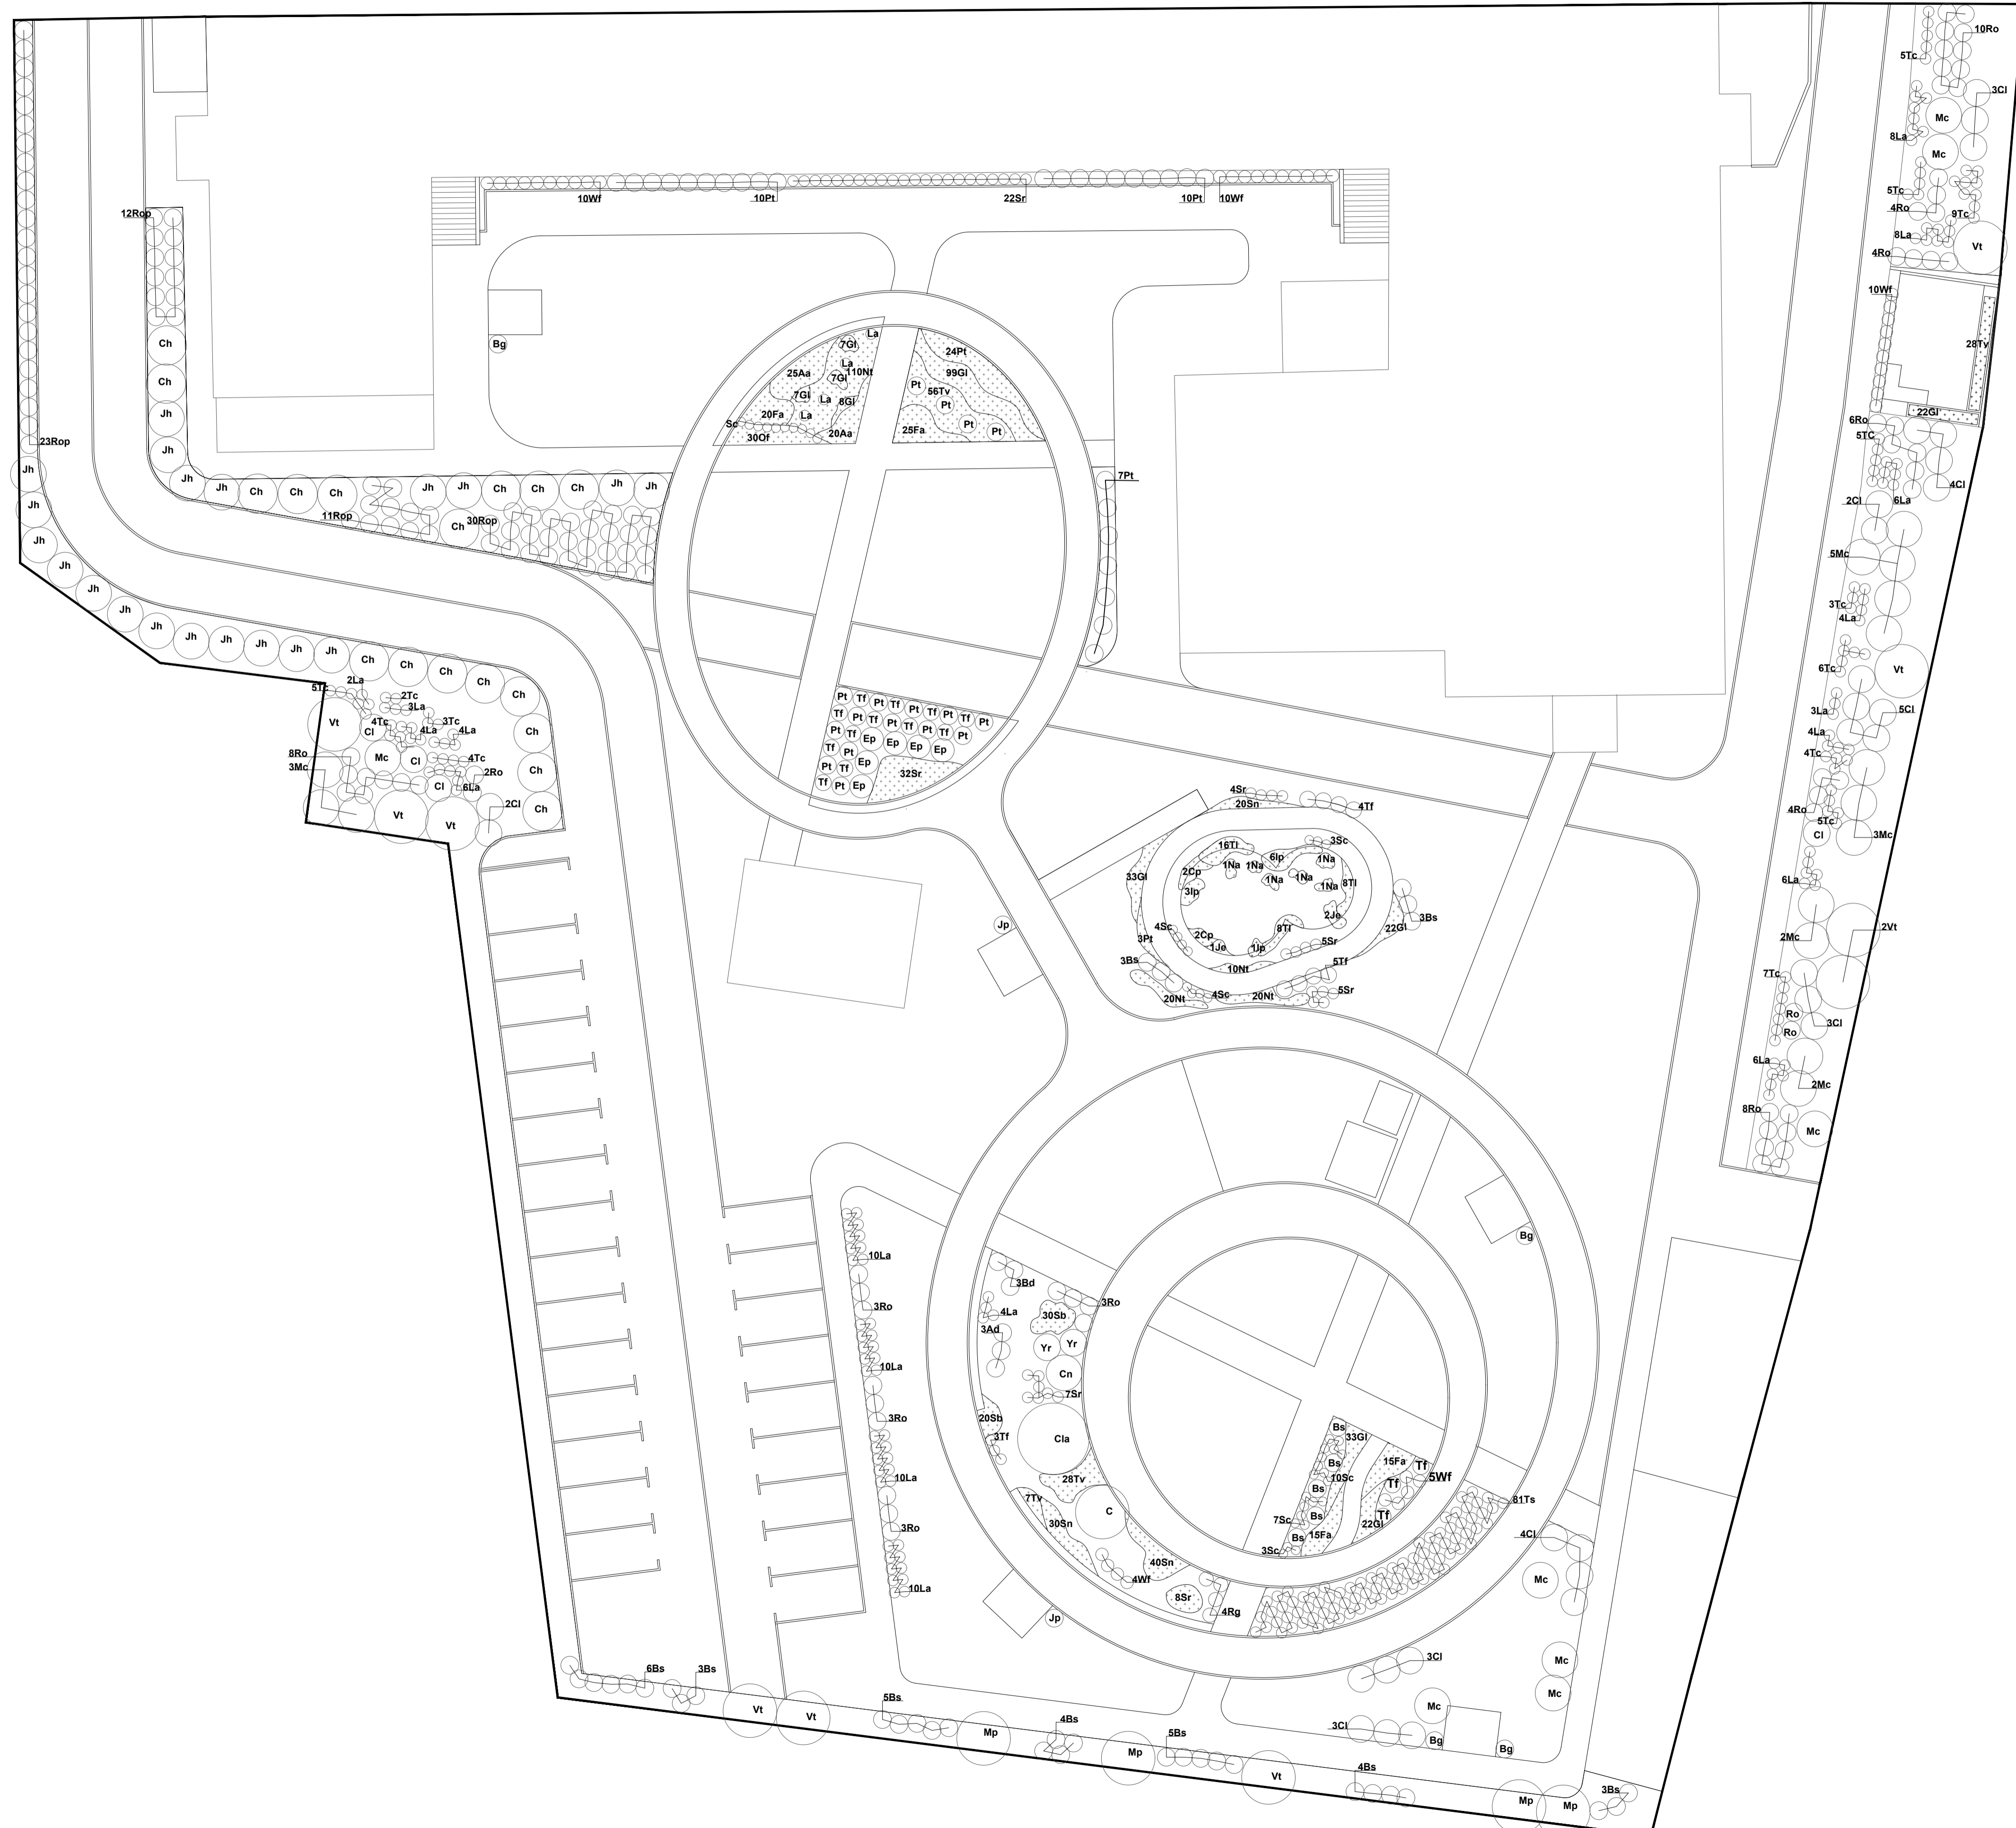 10Ro
5Tc
3Cl
Mc
8La
Mc
5Tc
4Ro
9Tc
8La
Vt
4Ro
10Wf
28Tv
22Gl
6Ro
5TC
4Cl
6La
2Cl
5Mc
3Tc
4La
6Tc
Vt
3La
5Cl
4La
4Tc
4Ro
5Tc
Cl
3Mc
6La
2Mc
2Vt
7Tc
Ro
3Cl
Ro
6La
2Mc
8Ro
Mc
10Wf
10Pt
22Sr
10Pt
10Wf
12Rop
Ch
Ch
Jh
Jh
23Rop
Jh
Jh
Jh
Jh
Jh
Jh
Jh
Jh
Jh
Jh
Jh
Jh
Ch
Ch
Ch
Ch
Ch
Ch
Ch
Ch
Jh
Jh
Ch
Ch
Ch
Jh
Jh
Ch
Ch
Ch
Jh
Jh
11Rop
Ch
30Rop
Bg
La
7Gl
La
25Aa
7Gl
110Nt
7Gl
La
8Gl
20Fa
La
Sc
30Of
20Aa
24Pt
99Gl
Pt
56Tv
Pt
Pt
Pt
25Fa
7Pt
5Tc
2La
2Tc
3La
Vt
4Tc
Cl
4La
3Tc
4La
8Ro
Mc
Cl
4Tc
3Mc
2Ro
Cl
6La
2Cl
Vt
Vt
Pt Tf Pt Tf Pt Tf Pt Tf Pt
Tf Pt Tf Pt Tf Pt Tf Pt
Pt Tf Ep Ep Ep Ep
Tf Pt Ep
Pt Tf
Tf Pt Ep
32Sr
4Sr
20Sn
4Tf
16Tl
3Sc
6Ip
1Na
1Na
1Na
2Cp
1Na
1Na
1Na
8Tl
33Gl
3Ip
2Je
3Bs
4Sc
8Tl
22Gl
3Pt
2Cp
1Je
1Ip
5Sr
3Bs
10Nt
5Tf
20Nt
4Sc
20Nt
5Sr
Jp
Bg
10La
3Ro
10La
3Ro
10La
3Ro
10La
3Bd
4La
30Sb
3Ro
3Ad
Yr
Yr
Cn
7Sr
20Sb
3Tf
Cla
28Tv
7Tv
C
30Sn
40Sn
4Wf
8Sr
4Rg
Jp
Bs
33Gl
Bs
15Fa
Tf
10Sc
5Wf
Bs
Tf
7Sc
Bs
Tf
22Gl
Bs
15Fa
3Sc
81Ts
4Cl
Mc
Mc
3Cl
Mc
Mc
3Cl
Bg
Bg
6Bs
3Bs
Vt
Vt
5Bs
Mp
4Bs
Mp
5Bs
Vt
4Bs
Mp
Mp
3Bs